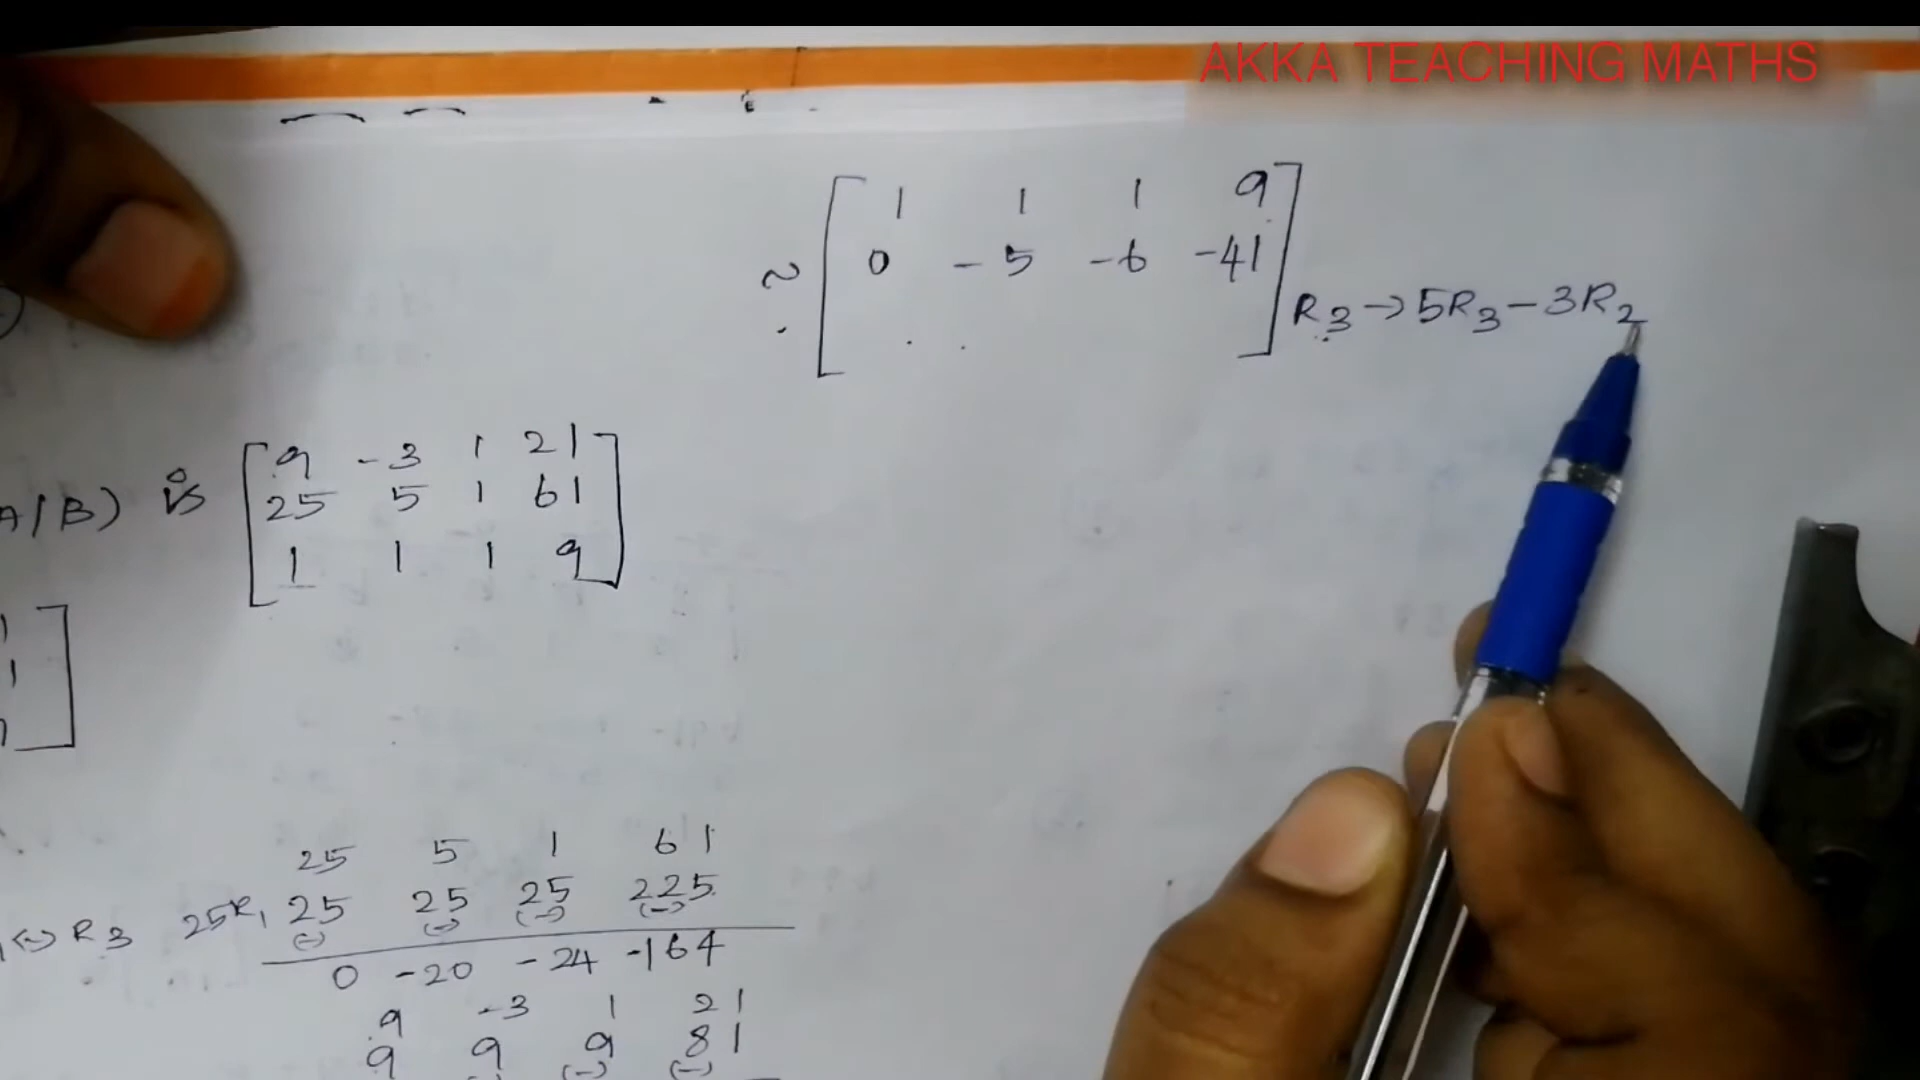 AKKA TEACHING MATHS
1 1 1 9
~ 0 -5 -6 -41
R3 → 5R3 - 3R2
A/B) is
9 -3 1 21
25 5 1 61
1 1 1 9
25 5 1 61
↔ R3 25R1 25 25 25 225
(-) (-) (-) (-)
0 -20 -24 -164
9 -3 1 21
9 9 9 81
(-) (-)